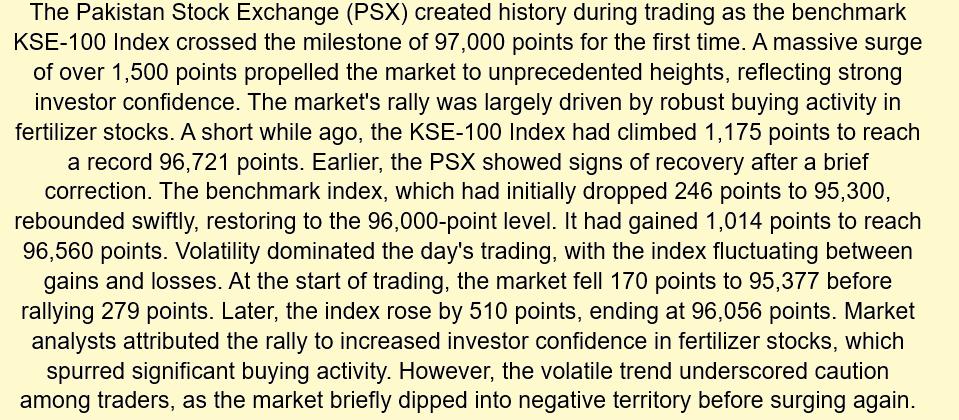 The Pakistan Stock Exchange (PSX) created history during trading as the benchmark
KSE-100 Index crossed the milestone of 97,000 points for the first time. A massive surge
of over 1,500 points propelled the market to unprecedented heights, reflecting strong
investor confidence. The market's rally was largely driven by robust buying activity in
fertilizer stocks. A short while ago, the KSE-100 Index had climbed 1,175 points to reach
a record 96,721 points. Earlier, the PSX showed signs of recovery after a brief
correction. The benchmark index, which had initially dropped 246 points to 95,300,
rebounded swiftly, restoring to the 96,000-point level. It had gained 1,014 points to reach
96,560 points. Volatility dominated the day's trading, with the index fluctuating between
gains and losses. At the start of trading, the market fell 170 points to 95,377 before
rallying 279 points. Later, the index rose by 510 points, ending at 96,056 points. Market
analysts attributed the rally to increased investor confidence in fertilizer stocks, which
spurred significant buying activity. However, the volatile trend underscored caution
among traders, as the market briefly dipped into negative territory before surging again.